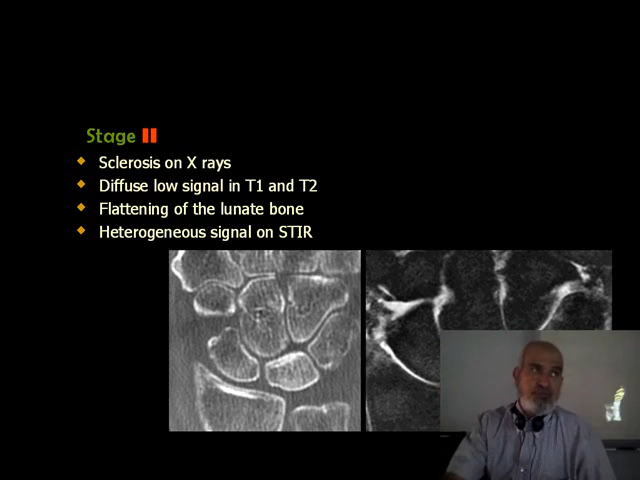 Stage II
Sclerosis on X rays
Diffuse low signal in T1 and T2
Flattening of the lunate bone
Heterogeneous signal on STIR